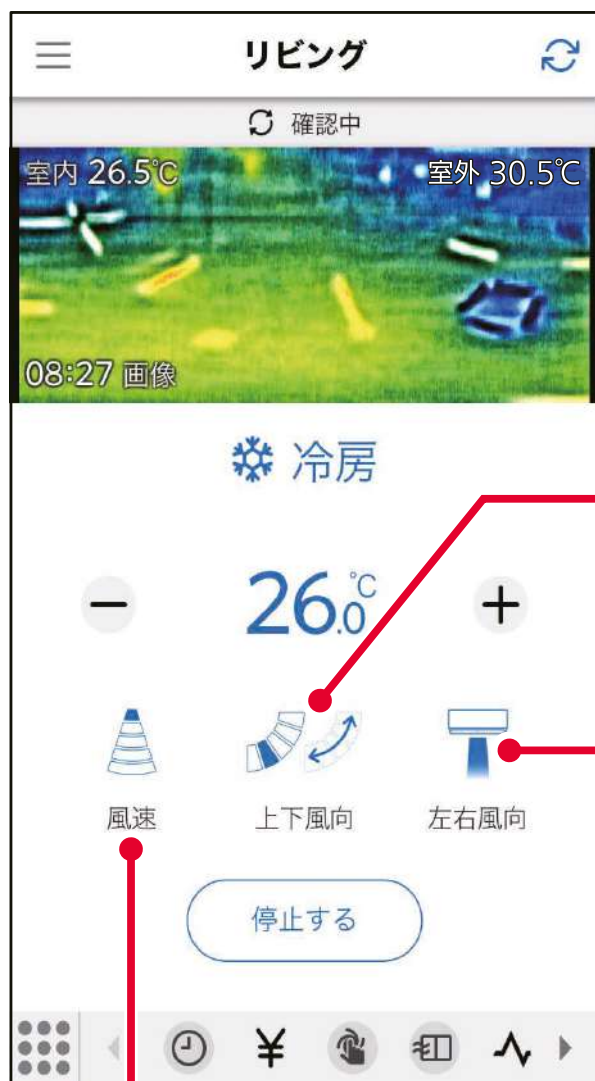 リビング
確認中
室内 26.5℃
室外 30.5℃
08:27 画像
冷房
− 26.0℃ +
風速
上下風向
左右風向
停止する
¥